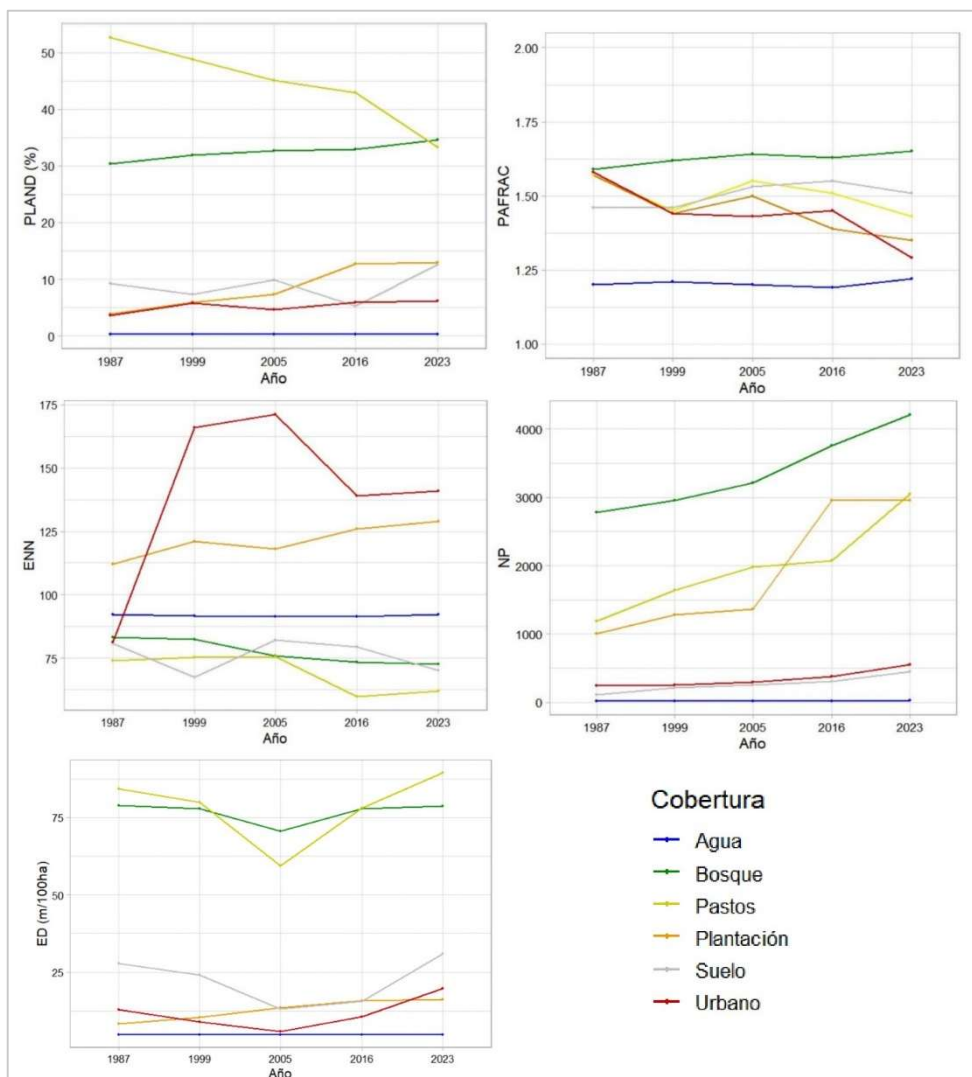 PLAND (%)
50
40
30
20
10
0
1987
1999
2005
2016
2023
Año
PAFRAC
2.00
1.75
1.50
1.25
1.00
1987
1999
2005
2016
2023
Año
ENN
175
150
125
100
75
1987
1999
2005
2016
2023
Año
NP
4000
3000
2000
1000
0
1987
1999
2005
2016
2023
Año
ED (m/100ha)
75
50
25
1987
1999
2005
2016
2023
Año
Cobertura
Agua
Bosque
Pastos
Plantación
Suelo
Urbano